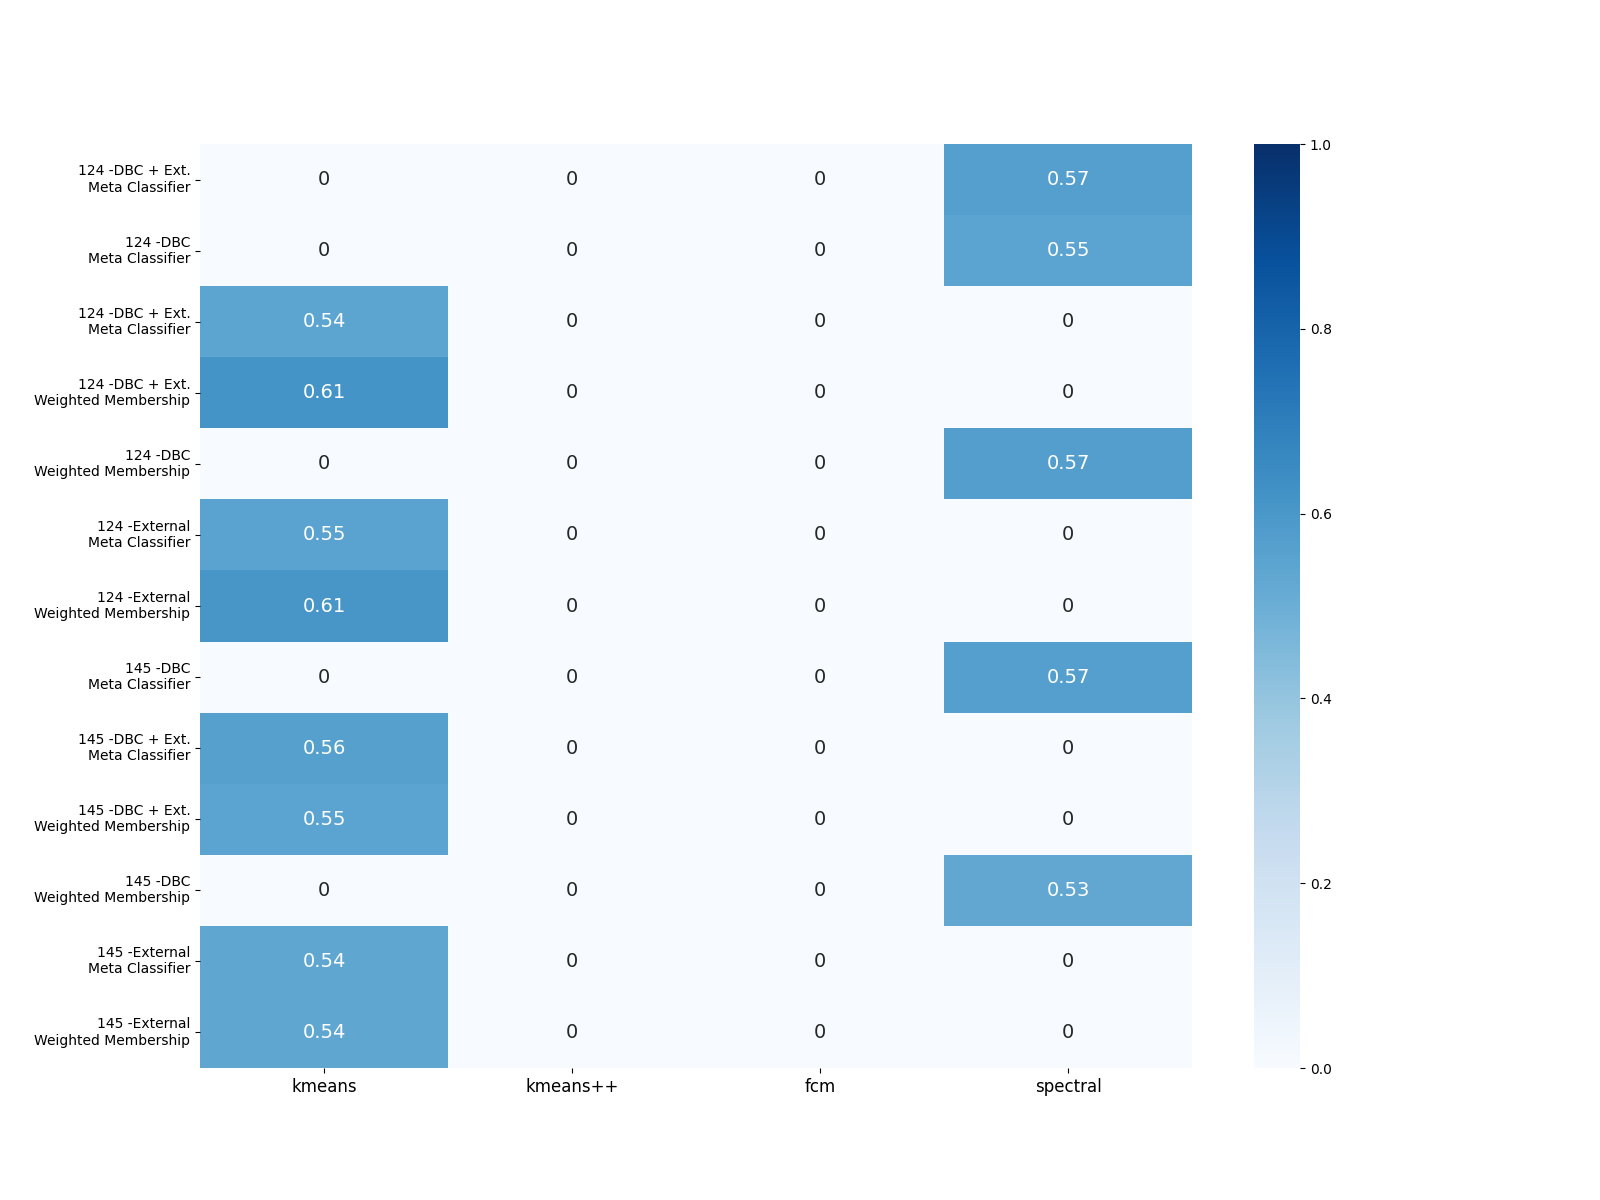 124 -DBC + Ext.
Meta Classifier
0 0 0 0.57
124 -DBC
Meta Classifier
0 0 0 0.55
124 -DBC + Ext.
Meta Classifier
0.54 0 0 0
124 -DBC + Ext.
Weighted Membership
0.61 0 0 0
124 -DBC
Weighted Membership
0 0 0 0.57
124 -External
Meta Classifier
0.55 0 0 0
124 -External
Weighted Membership
0.61 0 0 0
145 -DBC
Meta Classifier
0 0 0 0.57
145 -DBC + Ext.
Meta Classifier
0.56 0 0 0
145 -DBC + Ext.
Weighted Membership
0.55 0 0 0
145 -DBC
Weighted Membership
0 0 0 0.53
145 -External
Meta Classifier
0.54 0 0 0
145 -External
Weighted Membership
0.54 0 0 0
kmeans kmeans++ fcm spectral
1.0
0.8
0.6
0.4
0.2
0.0